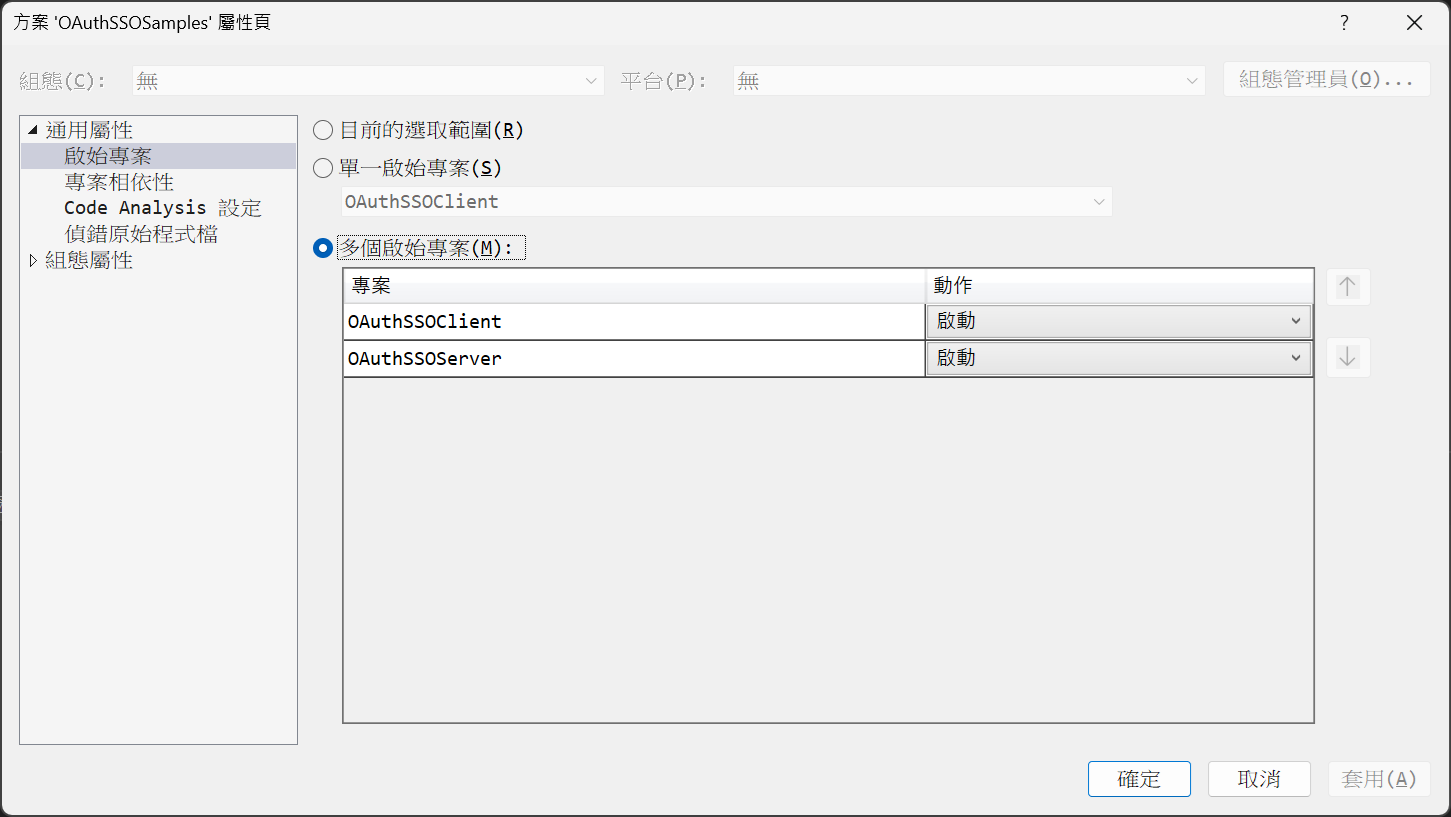 方案 'OAuthSSOSamples' 屬性頁
組態(C): 無 平台(P): 無 組態管理員(O)...
通用屬性
啟始專案
專案相依性
Code Analysis 設定
偵錯原始程式檔
組態屬性
目前的選取範圍(R)
單一啟始專案(S)
OAuthSSOClient
多個啟始專案(M):
專案 動作
OAuthSSOClient 啟動
OAuthSSOServer 啟動
確定 取消 套用(A)